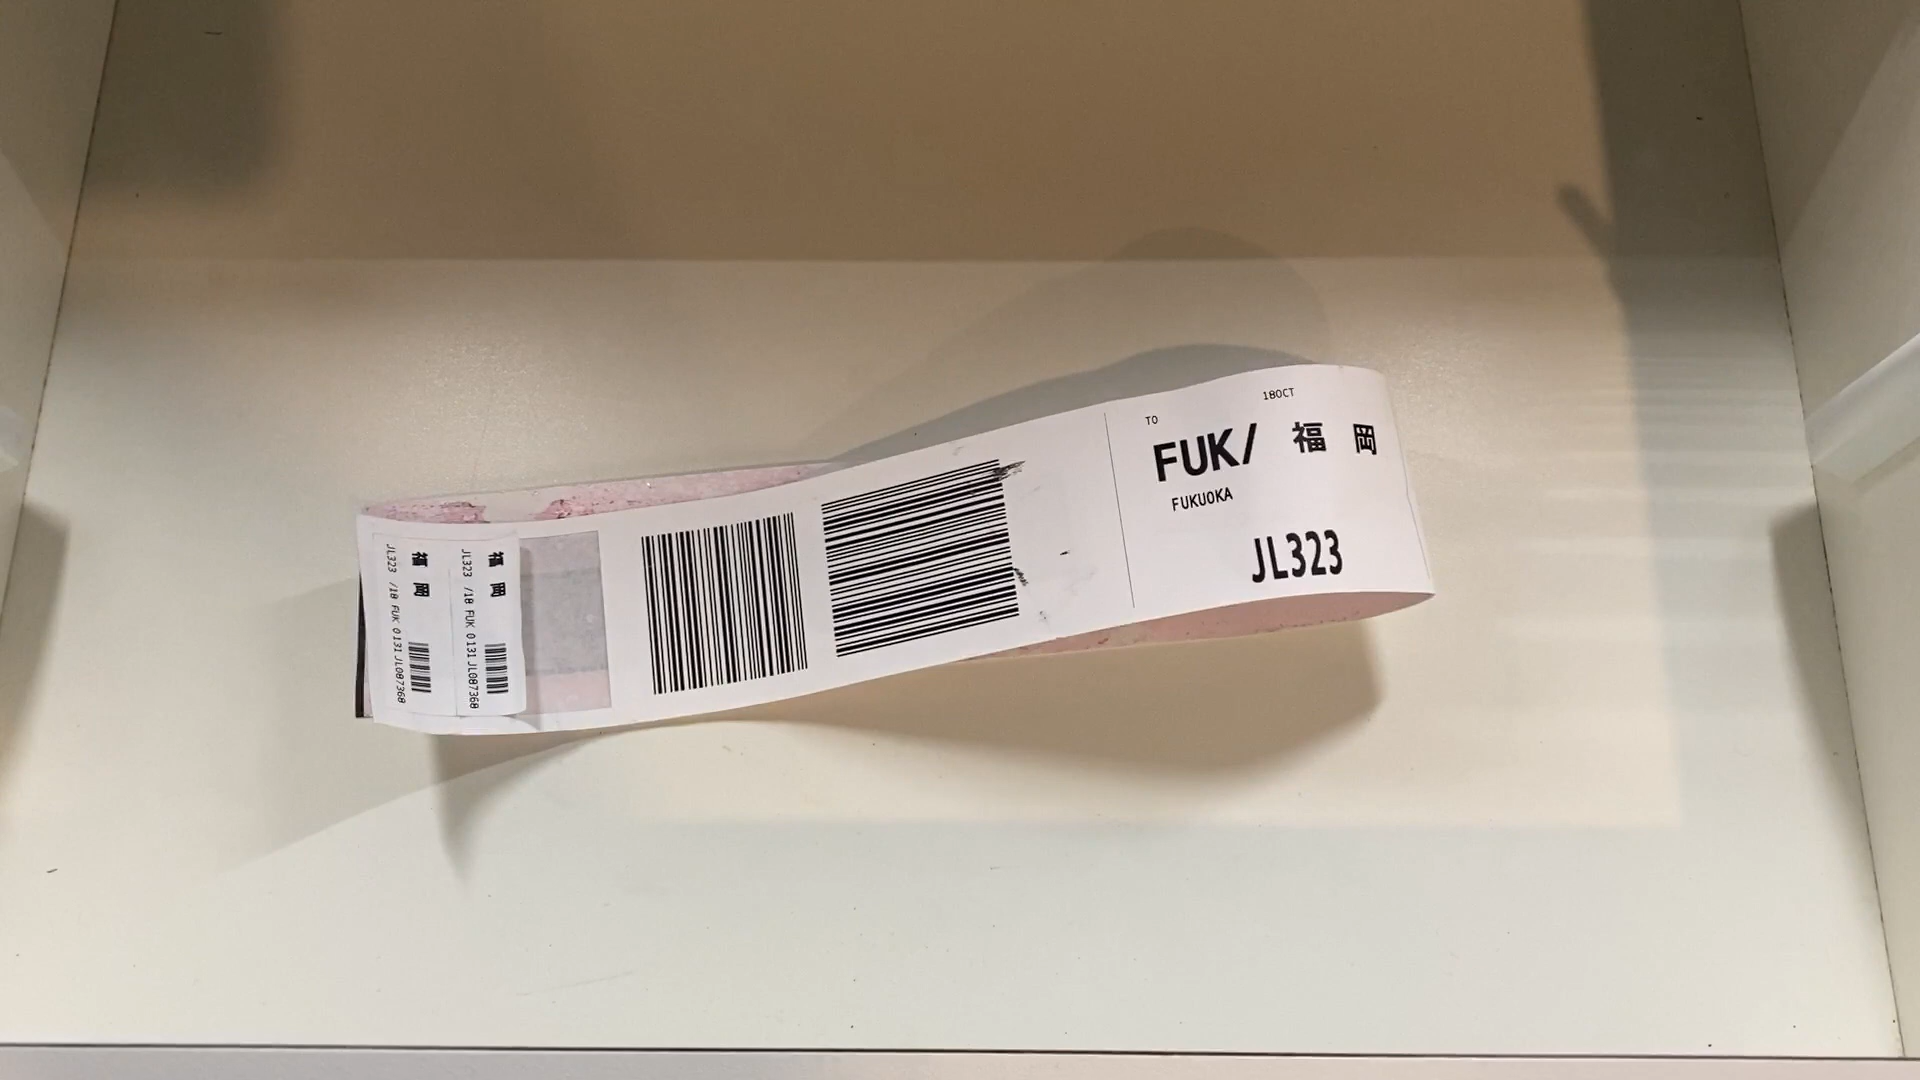 18OCT
TO
FUK/ 福岡
FUKUOKA
JL323
福岡
JL323 /18 FUK 0131 JL087368
福岡
JL323 /18 FUK 0131 JL087368